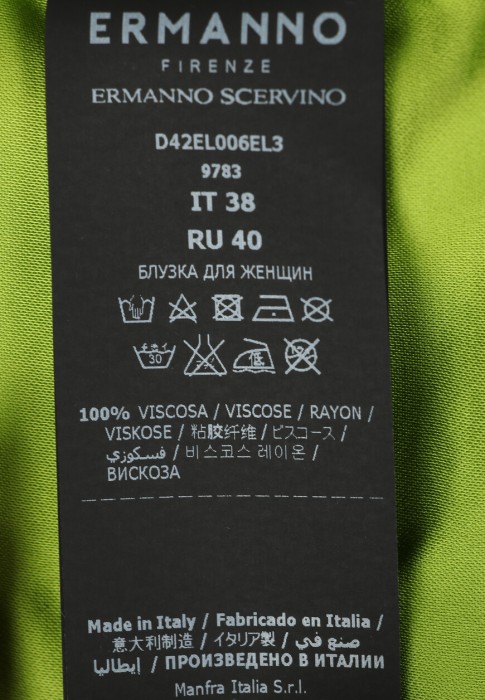 ERMANNO
FIRENZE
ERMANNO SCERVINO
D42EL006EL3
9783
IT 38
RU 40
БЛУЗКА ДЛЯ ЖЕНЩИН
30 低
100% VISCOSA / VISCOSE / RAYON /
VISKOSE / 粘胶纤维 / ビスコース /
فسكوزي / 비스코스 레이온 /
ВИСКОЗА
Made in Italy / Fabricado en Italia /
意大利制造 / イタリア製 / صنع في
إيطاليا / ПРОИЗВЕДЕНО В ИТАЛИИ
Manfra Italia S.r.l.